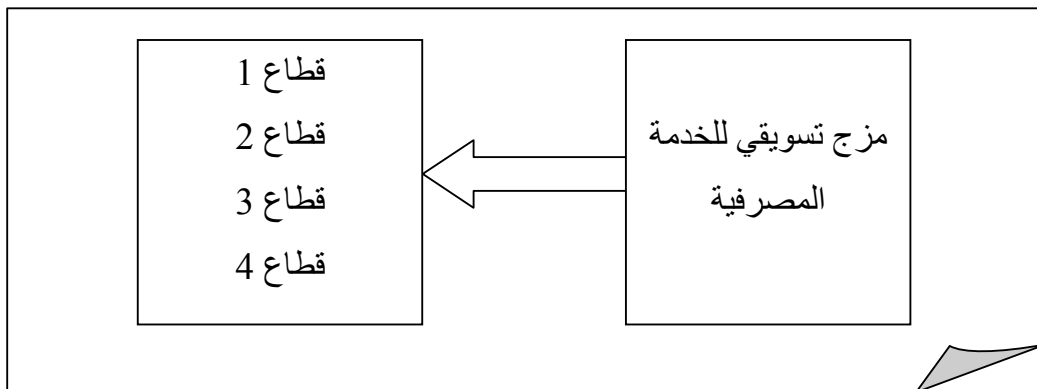 مزج تسويقي للخدمة
المصرفية
قطاع 1
قطاع 2
قطاع 3
قطاع 4